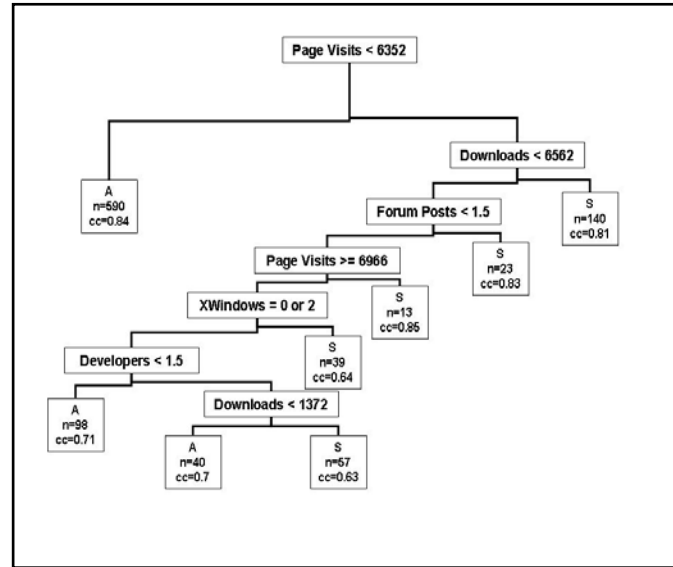 Page Visits < 6352
Downloads < 6562
A
n=590
cc=0.84
Forum Posts < 1.5
S
n=140
cc=0.81
Page Visits >= 6966
S
n=23
cc=0.83
XWindows = 0 or 2
S
n=13
cc=0.85
Developers < 1.5
S
n=39
cc=0.64
Downloads < 1372
A
n=98
cc=0.71
A
n=40
cc=0.7
S
n=57
cc=0.63